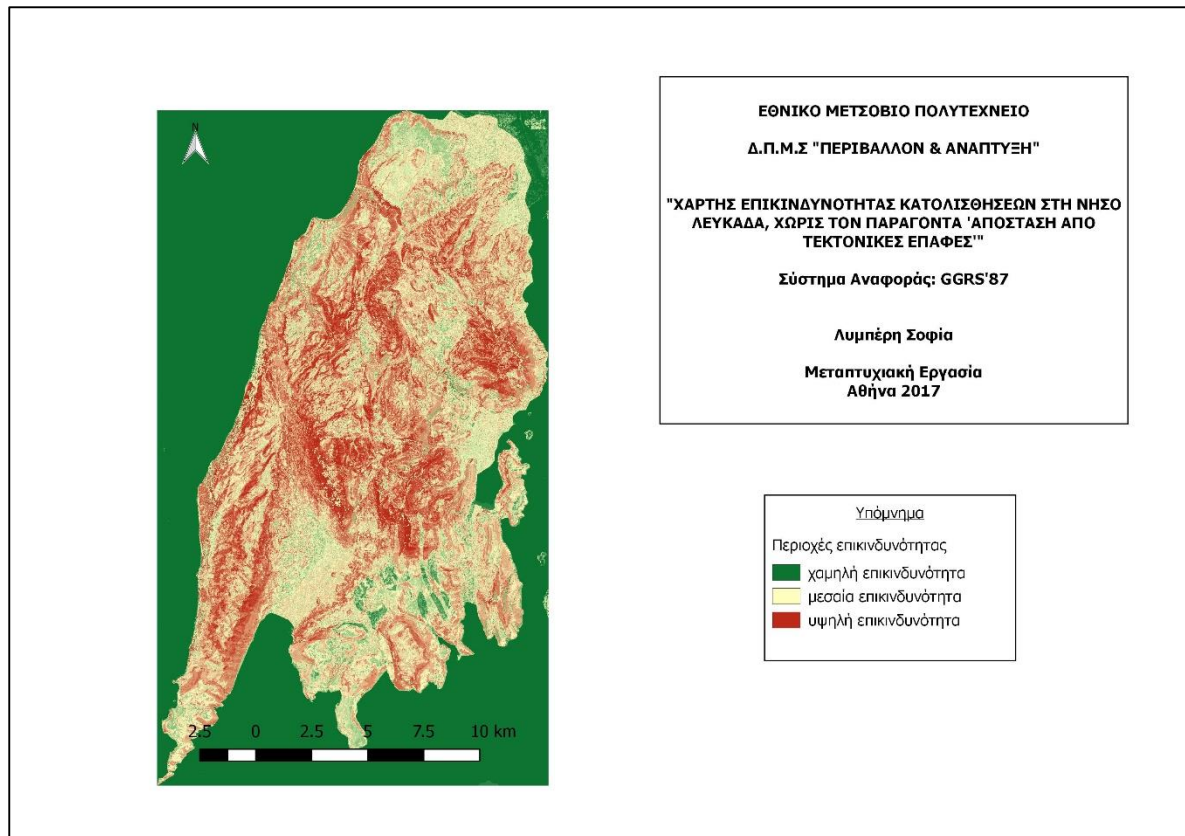 N
ΕΘΝΙΚΟ ΜΕΤΣΟΒΙΟ ΠΟΛΥΤΕΧΝΕΙΟ
Δ.Π.Μ.Σ "ΠΕΡΙΒΑΛΛΟΝ & ΑΝΑΠΤΥΞΗ"
"ΧΑΡΤΗΣ ΕΠΙΚΙΝΔΥΝΟΤΗΤΑΣ ΚΑΤΟΛΙΣΘΗΣΕΩΝ ΣΤΗ ΝΗΣΟ
ΛΕΥΚΑΔΑ, ΧΩΡΙΣ ΤΟΝ ΠΑΡΑΓΟΝΤΑ 'ΑΠΟΣΤΑΣΗ ΑΠΟ
ΤΕΚΤΟΝΙΚΕΣ ΕΠΑΦΕΣ'"
Σύστημα Αναφοράς: GGRS'87
Λυμπέρη Σοφία
Μεταπτυχιακή Εργασία
Αθήνα 2017
Υπόμνημα
Περιοχές επικινδυνότητας
χαμηλή επικινδυνότητα
μεσαία επικινδυνότητα
υψηλή επικινδυνότητα
2.5 0 2.5 5 7.5 10 km